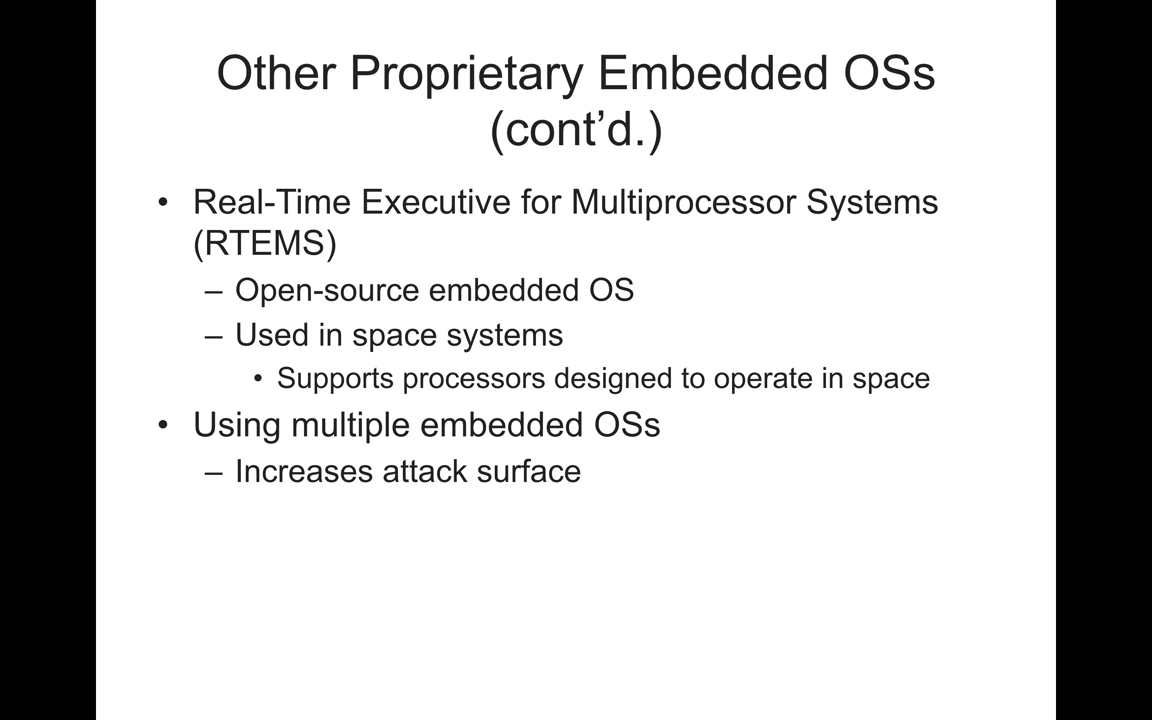 Other Proprietary Embedded OSs
(cont’d.)
• Real-Time Executive for Multiprocessor Systems
(RTEMS)
– Open-source embedded OS
– Used in space systems
• Supports processors designed to operate in space
• Using multiple embedded OSs
– Increases attack surface